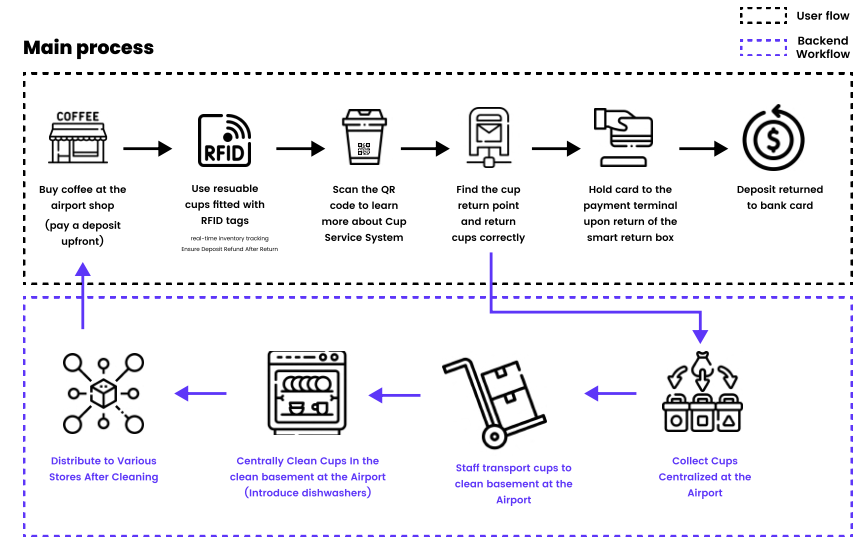 User flow
Backend
Workflow
Main process
COFFEE
RFID
Buy coffee at the
airport shop
(pay a deposit
upfront)
Use resuable
cups fitted with
RFID tags
real-time inventory tracking
Ensure Deposit Refund After Return
Scan the QR
code to learn
more about Cup
Service System
Find the cup
return point
and return
cups correctly
Hold card to the
payment terminal
upon return of the
smart return box
Deposit returned
to bank card
Distribute to Various
Stores After Cleaning
Centrally Clean Cups In the
clean basement at the Airport
(Introduce dishwashers)
Staff transport cups to
clean basement at the
Airport
Collect Cups
Centralized at the
Airport